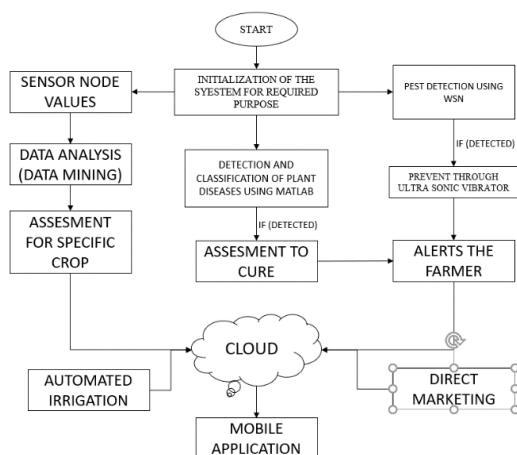 START
SENSOR NODE
VALUES
INITIALIZATION OF THE
SYESTEM FOR REQUIRED
PURPOSE
PEST DETECTION USING
WSN
IF (DETECTED)
DATA ANALYSIS
(DATA MINING)
DETECTION AND
CLASSIFICATION OF PLANT
DISEASES USING MATLAB
PREVENT THROUGH
ULTRA SONIC VIBRATOR
IF (DETECTED)
ASSESMENT
FOR SPECIFIC
CROP
ASSESMENT TO
CURE
ALERTS THE
FARMER
CLOUD
AUTOMATED
IRRIGATION
DIRECT
MARKETING
MOBILE
APPLICATION